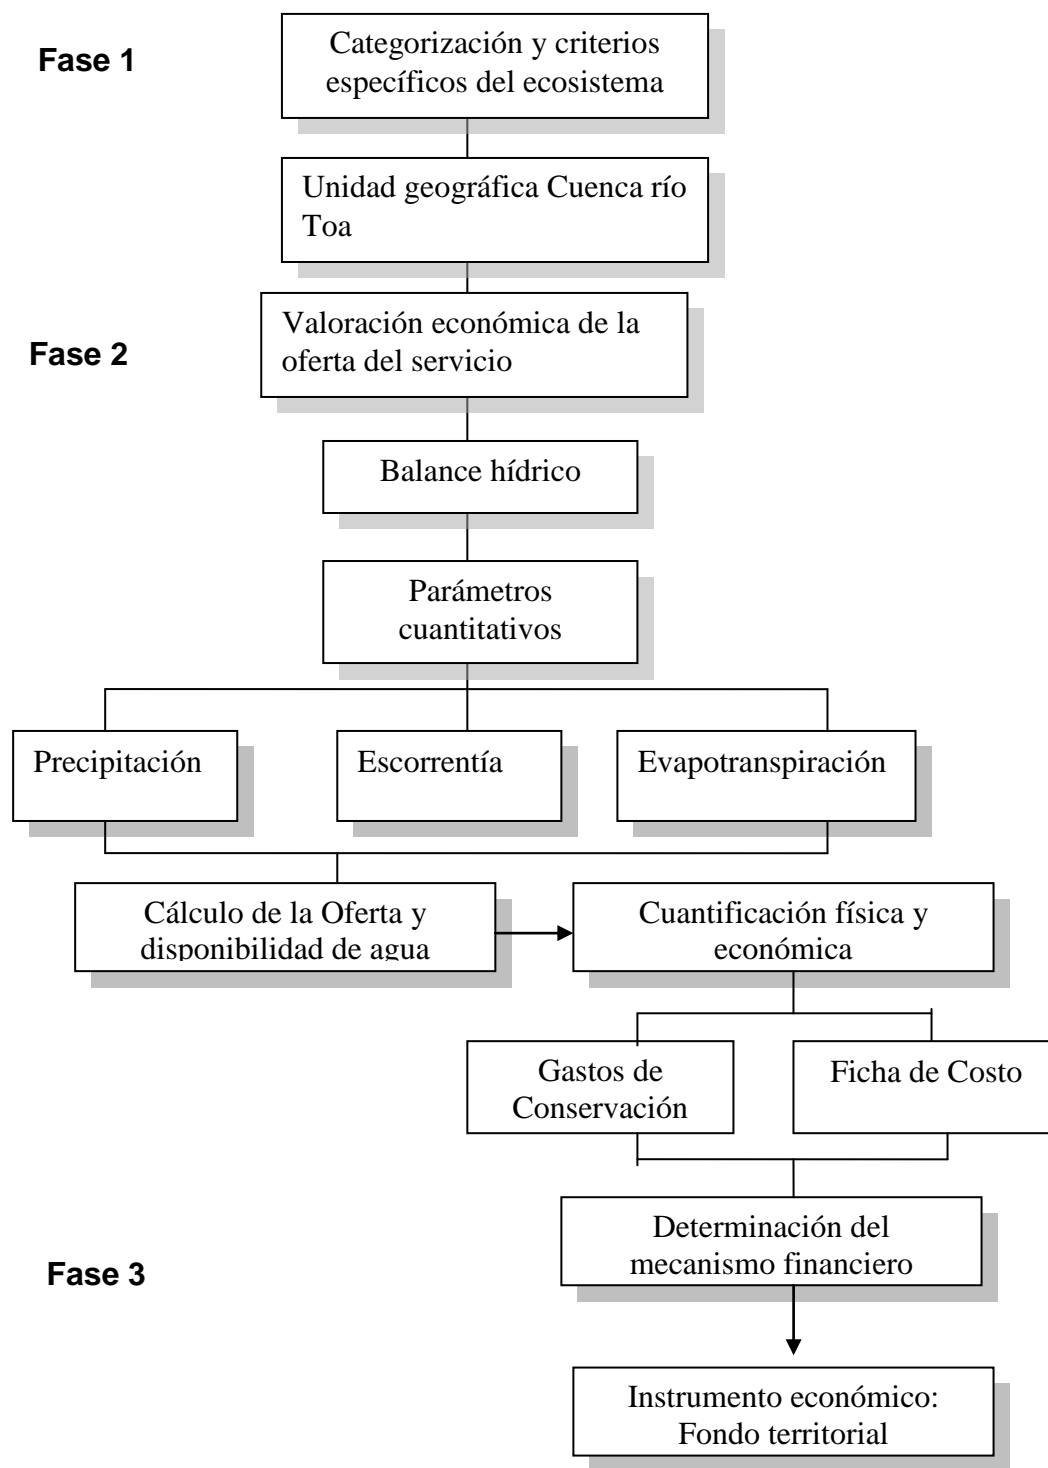 Fase 1
Categorización y criterios
específicos del ecosistema
Unidad geográfica Cuenca río
Toa
Fase 2
Valoración económica de la
oferta del servicio
Balance hídrico
Parámetros
cuantitativos
Precipitación
Escorrentía
Evapotranspiración
Cálculo de la Oferta y
disponibilidad de agua
Cuantificación física y
económica
Gastos de
Conservación
Ficha de Costo
Fase 3
Determinación del
mecanismo financiero
Instrumento económico:
Fondo territorial